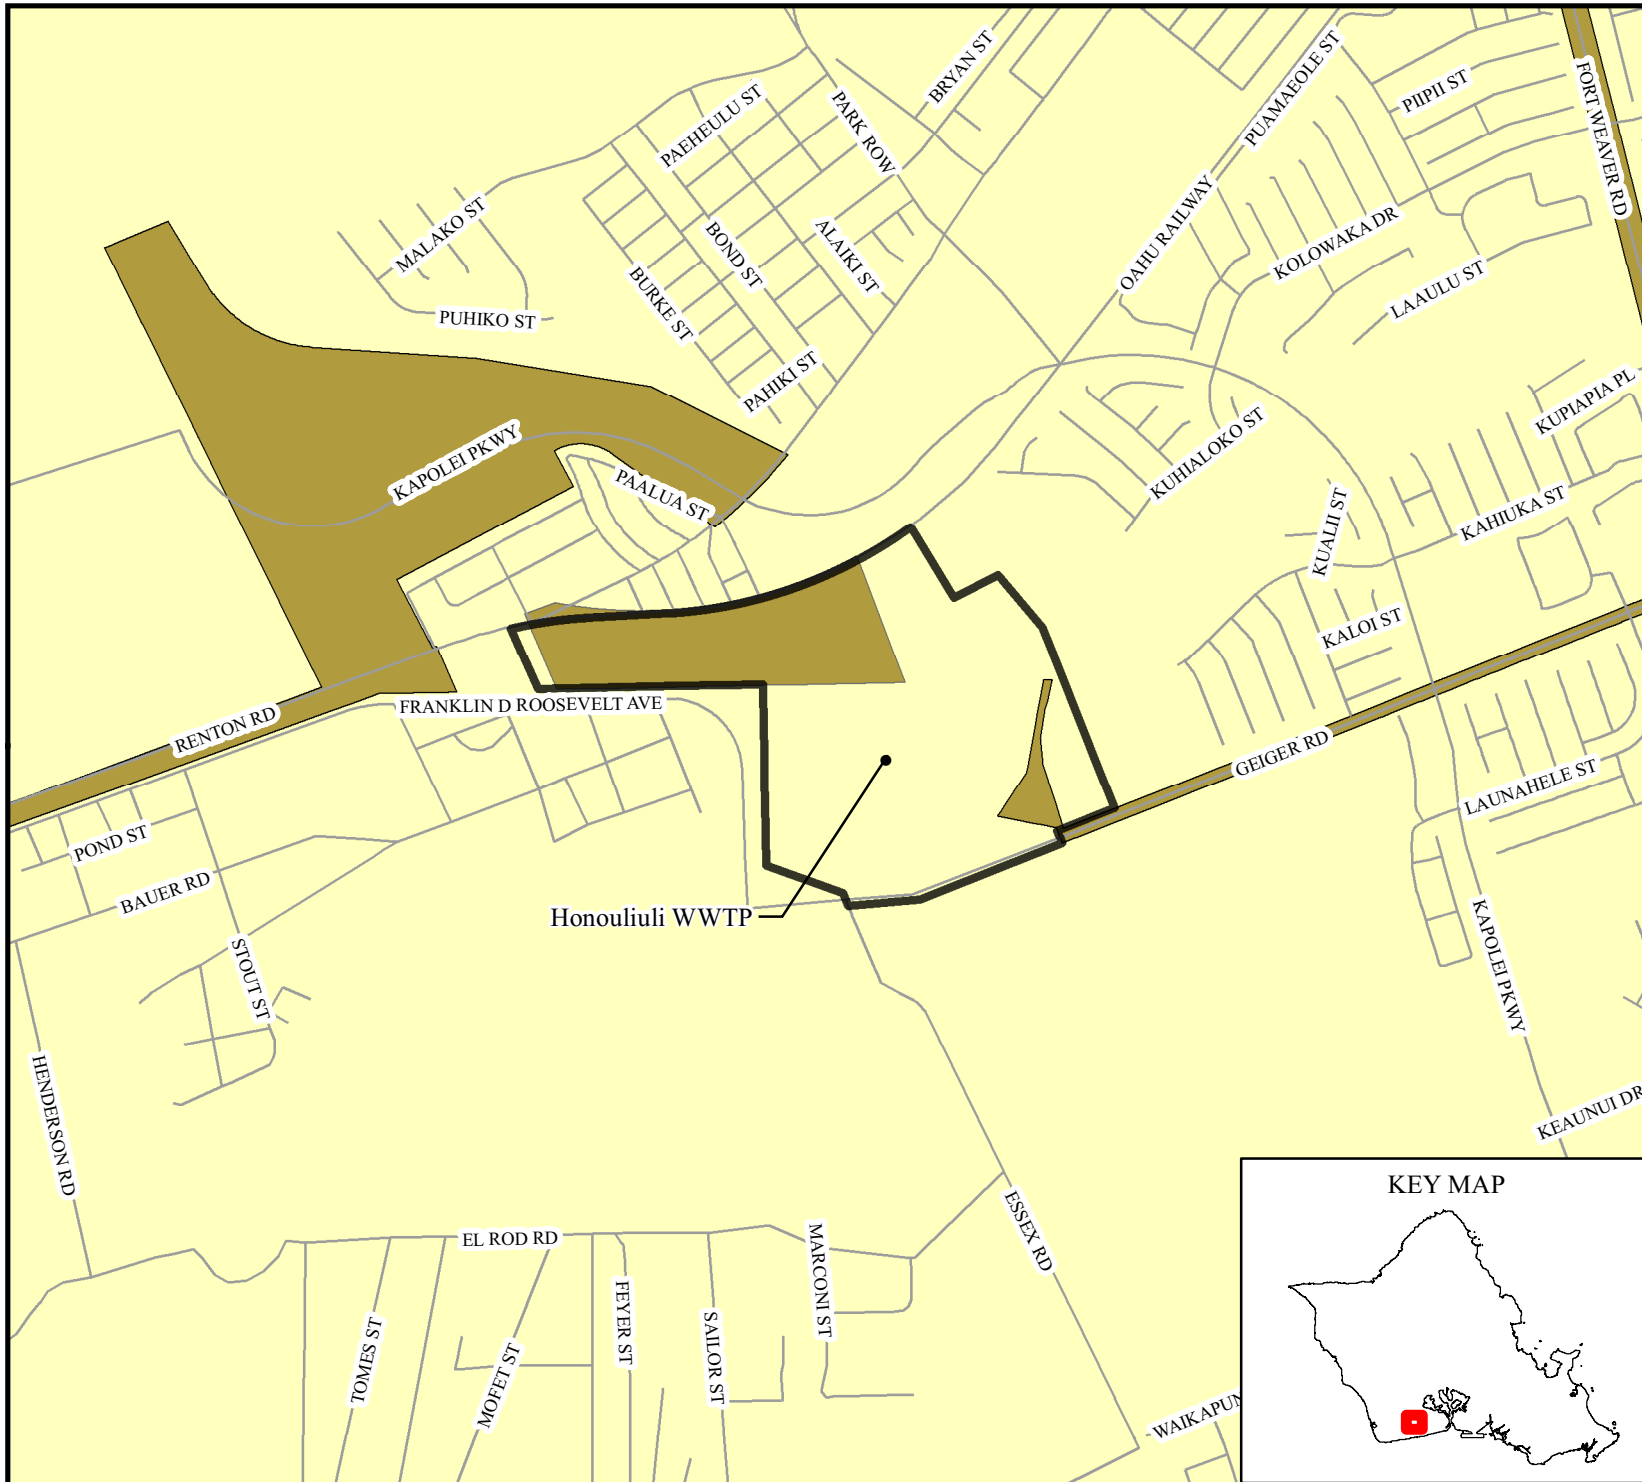 BRYAN ST
PUAMAEOLE ST
PIIPII ST
FORT WEAVER RD
PAEHEULU ST
PARK ROW
MALAKO ST
OAHU RAILWAY
KOLOWAKA DR
BOND ST
ALAIKI ST
LAAULU ST
BURKE ST
PUHIKO ST
PAHIKI ST
KUPIAPIA PL
KAPOLEI PKWY
KUHIALOKO ST
PAALUA ST
KAHIUKA ST
KUALII ST
KALOI ST
FRANKLIN D ROOSEVELT AVE
RENTON RD
GEIGER RD
LAUNAHELE ST
POND ST
BAUER RD
Honouliuli WWTP
STOUT ST
KAPOLEI PKWY
HENDERSON RD
KEAUNUI DR
KEY MAP
ESSEX RD
EL ROD RD
MARCONI ST
FEYER ST
SAILOR ST
TOMES ST
MOFET ST